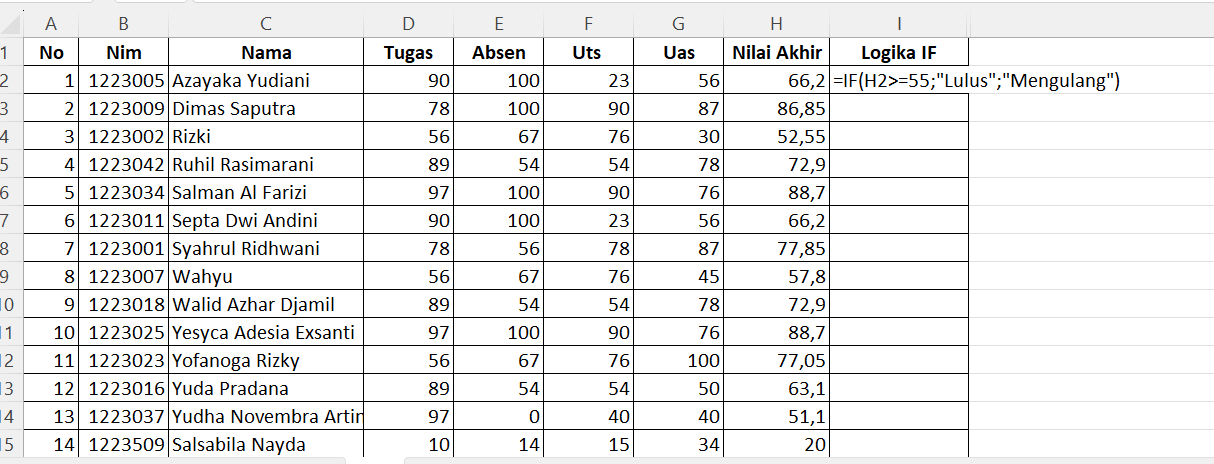 A B C D E F G H I
1 No Nim Nama Tugas Absen Uts Uas Nilai Akhir Logika IF
2 1 1223005 Azayaka Yudiani 90 100 23 56 66,2 =IF(H2>=55;"Lulus";"Mengulang")
3 2 1223009 Dimas Saputra 78 100 90 87 86,85
4 3 1223002 Rizki 56 67 76 30 52,55
5 4 1223042 Ruhil Rasimarani 89 54 54 78 72,9
6 5 1223034 Salman Al Farizi 97 100 90 76 88,7
7 6 1223011 Septa Dwi Andini 90 100 23 56 66,2
8 7 1223001 Syahrul Ridhwani 78 56 78 87 77,85
9 8 1223007 Wahyu 56 67 76 45 57,8
10 9 1223018 Walid Azhar Djamil 89 54 54 78 72,9
11 10 1223025 Yesyca Adesia Exsanti 97 100 90 76 88,7
12 11 1223023 Yofanoga Rizky 56 67 76 100 77,05
13 12 1223016 Yuda Pradana 89 54 54 50 63,1
14 13 1223037 Yudha Novembra Artin 97 0 40 40 51,1
15 14 1223509 Salsabila Nayda 10 14 15 34 20